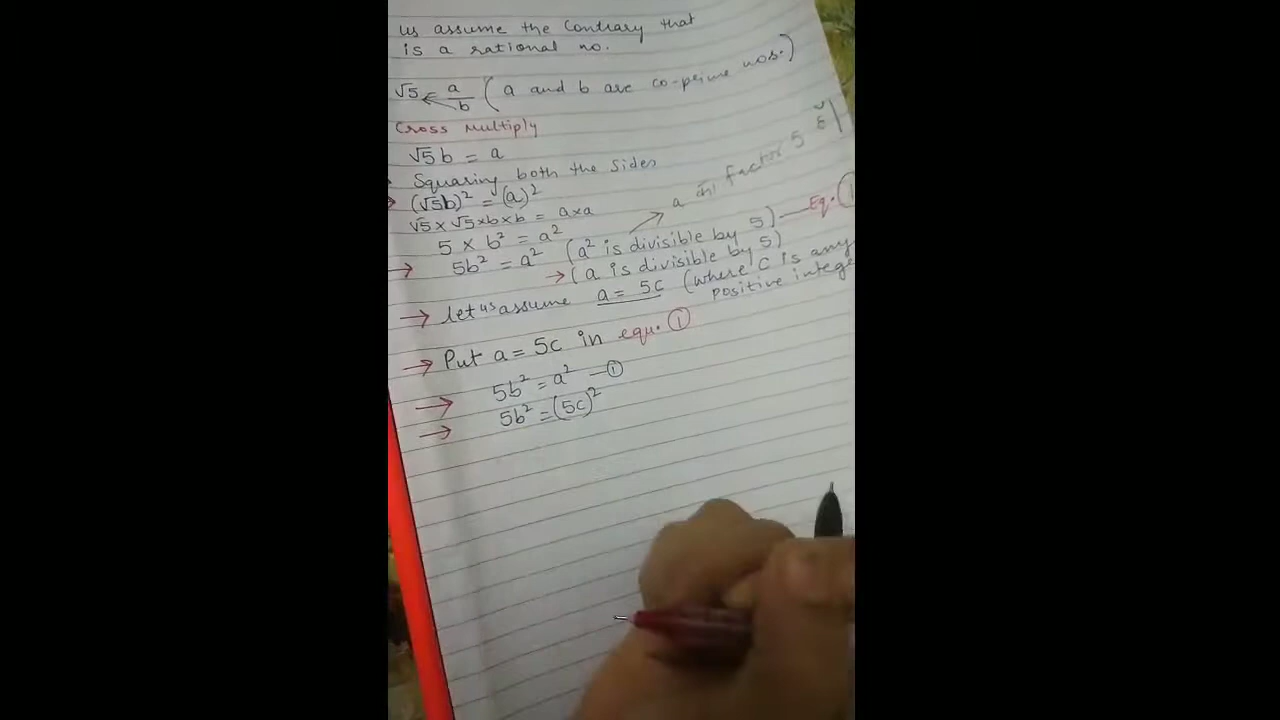 us assume the Contrary that
is a rational no.
√5 = a/b (a and b are co-prime nos.)
Cross Multiply
√5b = a
Squaring both the sides
(√5b)² = (a)²
√5 × √5 × b × b = a × a
5 × b² = a²
a factor 5
→ 5b² = a² (a² is divisible by 5) — Eq. ①
→ (a is divisible by 5)
→ let us assume a = 5c (where C is any
positive intege
→ Put a = 5c in equ. ①
→ 5b² = a² — ①
→ 5b² = (5c)²